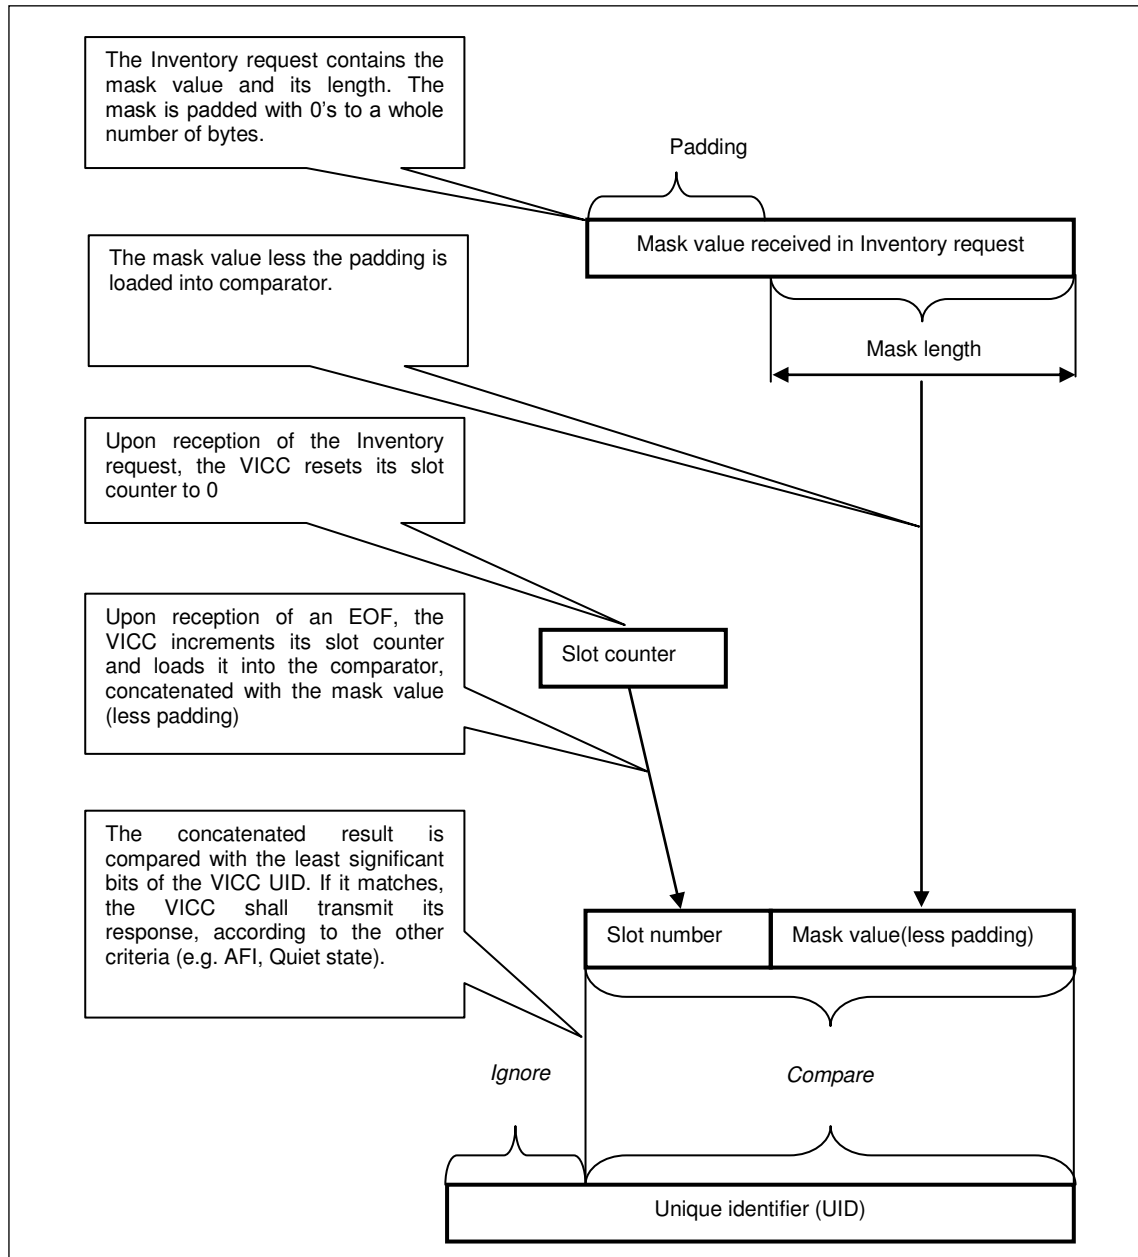 The Inventory request contains the
mask value and its length. The
mask is padded with 0's to a whole
number of bytes.
Padding
Mask value received in Inventory request
The mask value less the padding is
loaded into comparator.
Mask length
Upon reception of the Inventory
request, the VICC resets its slot
counter to 0
Upon reception of an EOF, the
VICC increments its slot counter
and loads it into the comparator,
concatenated with the mask value
(less padding)
Slot counter
The concatenated result is
compared with the least significant
bits of the VICC UID. If it matches,
the VICC shall transmit its
response, according to the other
criteria (e.g. AFI, Quiet state).
Slot number
Mask value(less padding)
Ignore
Compare
Unique identifier (UID)